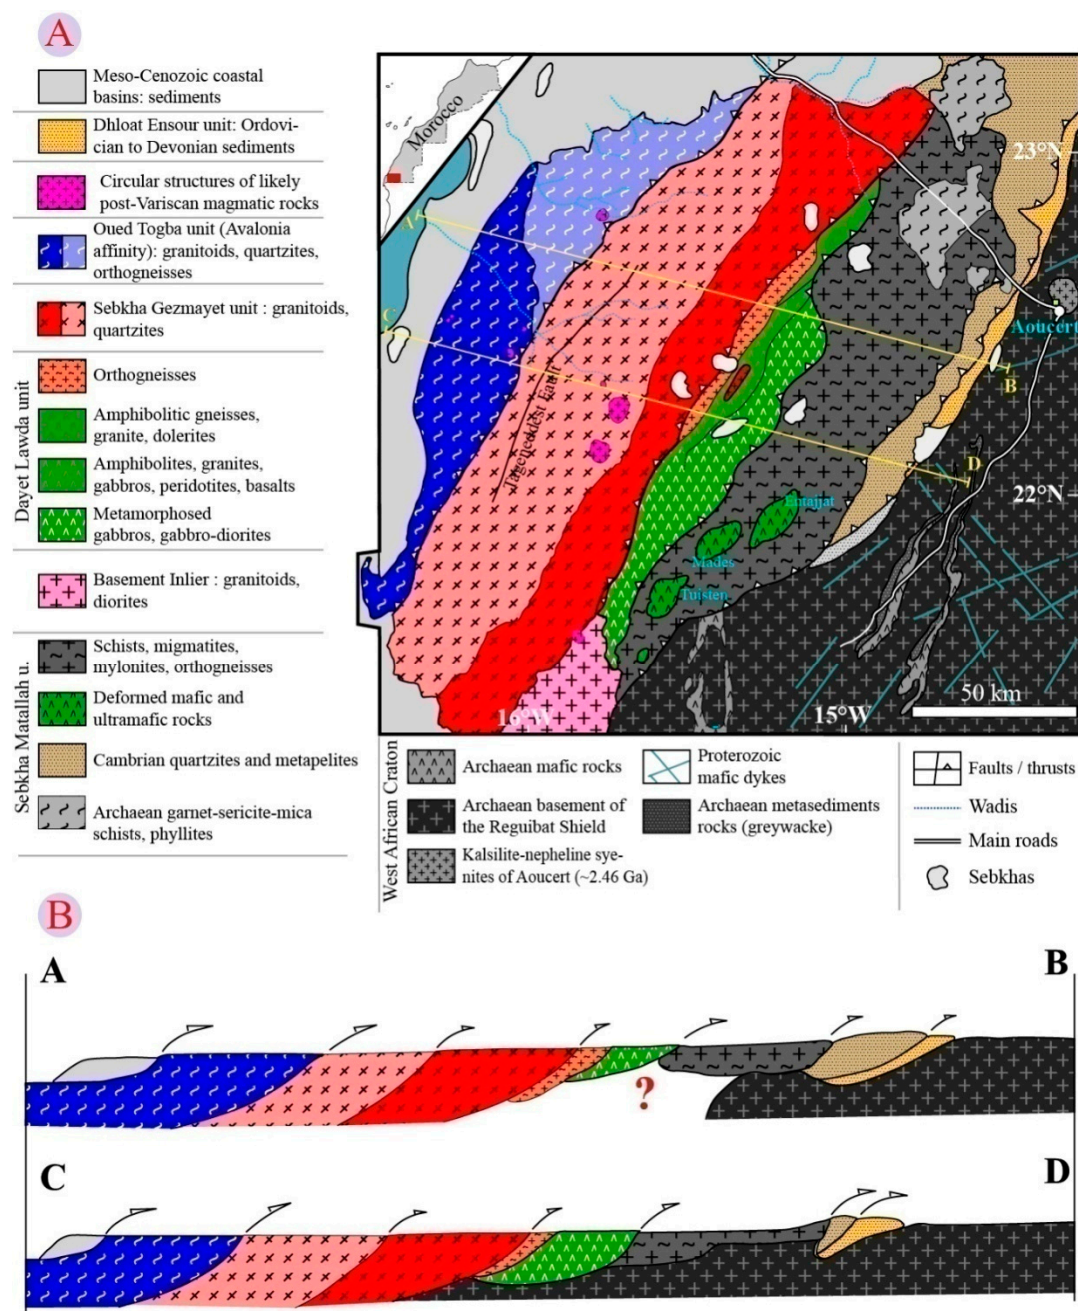 A
Meso-Cenozoic coastal
basins: sediments
Dhloat Ensour unit: Ordovi-
cian to Devonian sediments
Circular structures of likely
post-Variscan magmatic rocks
Oued Togba unit (Avalonia
affinity): granitoids, quartzites,
orthogneisses
Sebkha Gezmayet unit : granitoids,
quartzites
Dayet Lawda unit
Orthogneisses
Amphibolitic gneisses,
granite, dolerites
Amphibolites, granites,
gabbros, peridotites, basalts
Metamorphosed
gabbros, gabbro-diorites
Basement Inlier : granitoids,
diorites
Sebkha Matallah u.
Schists, migmatites,
mylonites, orthogneisses
Deformed mafic and
ultramafic rocks
Cambrian quartzites and metapelites
Archaean garnet-sericite-mica
schists, phyllites
Morocco
23°N
A
C
Aoucert
B
Tageneddest Fault
D
22°N
Entajjat
Mades
Tuisten
50 km
16°W
15°W
West African Craton
Archaean mafic rocks
Archaean basement of
the Reguibat Shield
Kalsilite-nepheline sye-
nites of Aoucert (~2.46 Ga)
Proterozoic
mafic dykes
Archaean metasediments
rocks (greywacke)
Faults / thrusts
Wadis
Main roads
Sebkhas
B
A
B
?
C
D